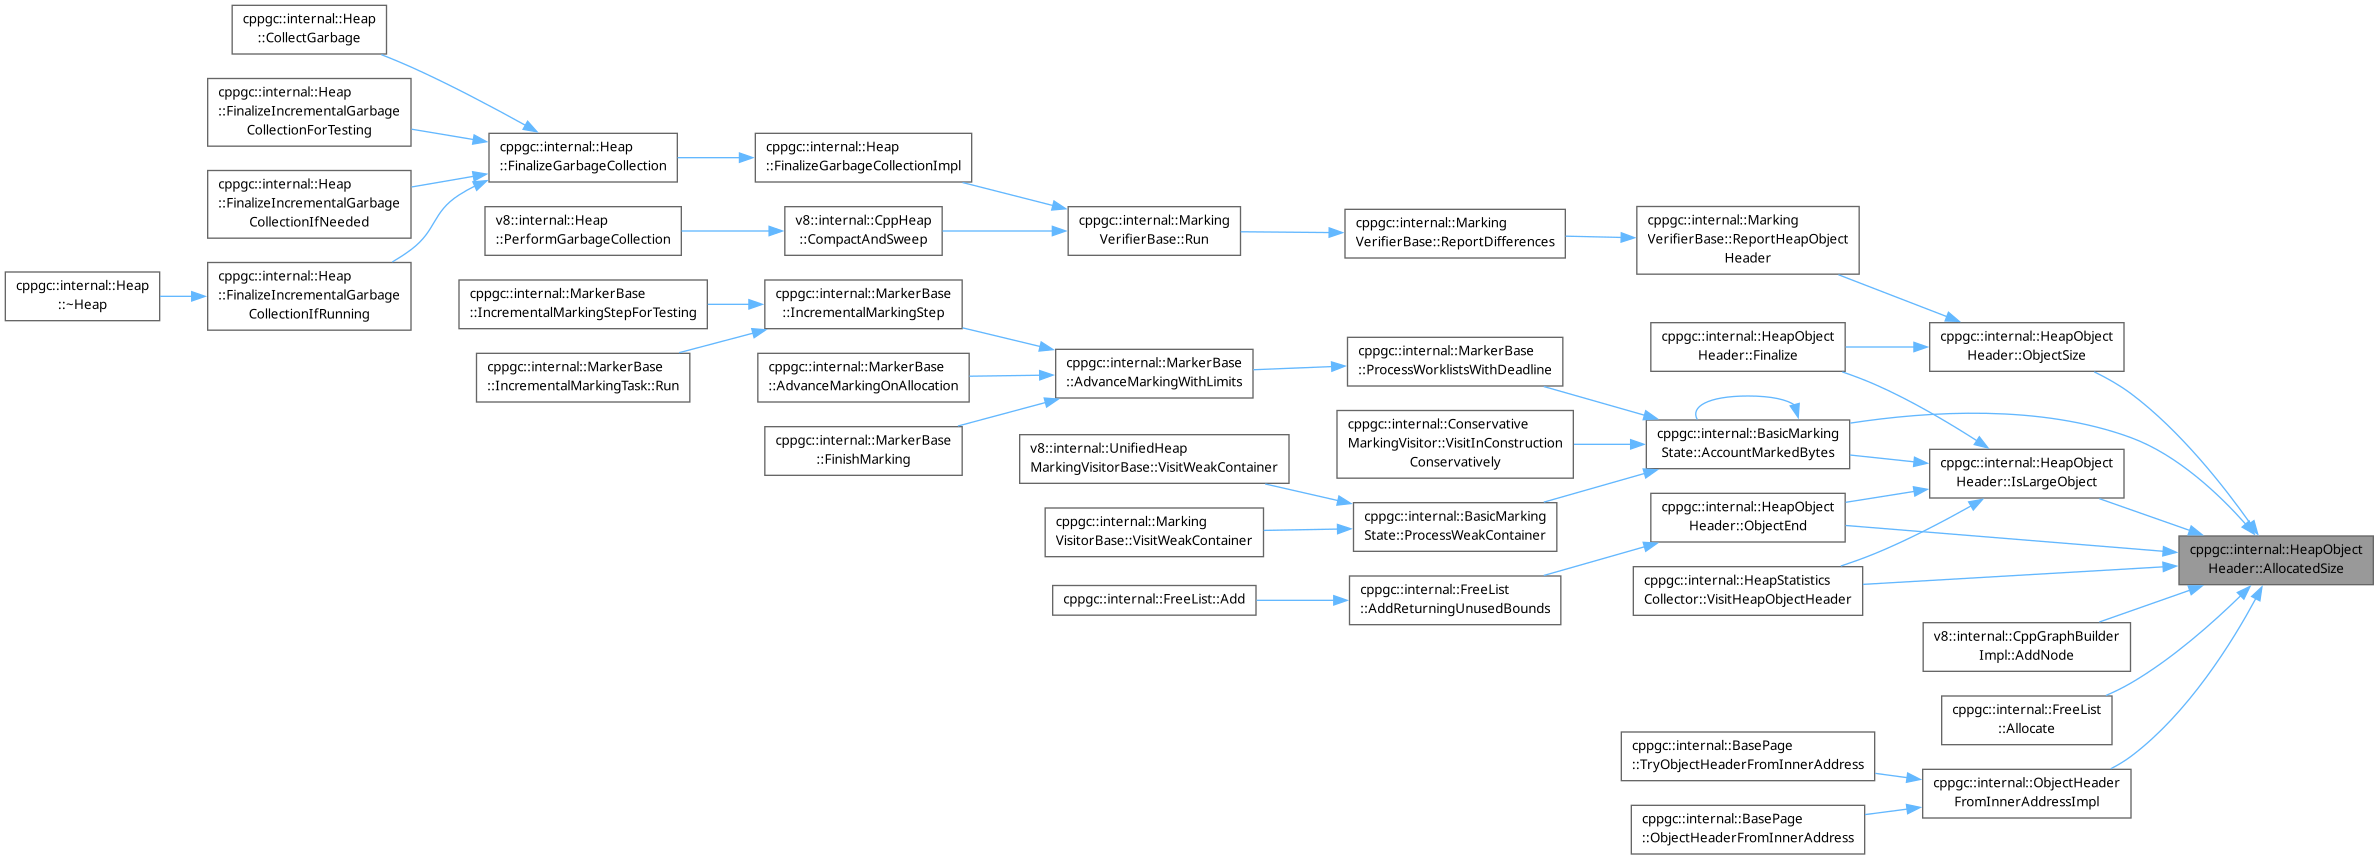 cppgc::internal::Heap
::CollectGarbage
cppgc::internal::Heap
::FinalizeIncrementalGarbage
CollectionForTesting
cppgc::internal::Heap
::FinalizeIncrementalGarbage
CollectionIfNeeded
cppgc::internal::Heap
::FinalizeIncrementalGarbage
CollectionIfRunning
cppgc::internal::Heap
::~Heap
cppgc::internal::Heap
::FinalizeGarbageCollection
v8::internal::Heap
::PerformGarbageCollection
cppgc::internal::MarkerBase
::IncrementalMarkingStepForTesting
cppgc::internal::MarkerBase
::IncrementalMarkingTask::Run
cppgc::internal::Heap
::FinalizeGarbageCollectionImpl
v8::internal::CppHeap
::CompactAndSweep
cppgc::internal::MarkerBase
::IncrementalMarkingStep
cppgc::internal::MarkerBase
::AdvanceMarkingOnAllocation
cppgc::internal::MarkerBase
::FinishMarking
cppgc::internal::Marking
VerifierBase::Run
cppgc::internal::MarkerBase
::AdvanceMarkingWithLimits
v8::internal::UnifiedHeap
MarkingVisitorBase::VisitWeakContainer
cppgc::internal::Marking
VisitorBase::VisitWeakContainer
cppgc::internal::FreeList::Add
cppgc::internal::Marking
VerifierBase::ReportDifferences
cppgc::internal::MarkerBase
::ProcessWorklistsWithDeadline
cppgc::internal::Conservative
MarkingVisitor::VisitInConstruction
Conservatively
cppgc::internal::BasicMarking
State::ProcessWeakContainer
cppgc::internal::FreeList
::AddReturningUnusedBounds
cppgc::internal::Marking
VerifierBase::ReportHeapObject
Header
cppgc::internal::HeapObject
Header::Finalize
cppgc::internal::BasicMarking
State::AccountMarkedBytes
cppgc::internal::HeapObject
Header::ObjectEnd
cppgc::internal::HeapStatistics
Collector::VisitHeapObjectHeader
cppgc::internal::BasePage
::TryObjectHeaderFromInnerAddress
cppgc::internal::BasePage
::ObjectHeaderFromInnerAddress
cppgc::internal::HeapObject
Header::ObjectSize
cppgc::internal::HeapObject
Header::IsLargeObject
v8::internal::CppGraphBuilder
Impl::AddNode
cppgc::internal::FreeList
::Allocate
cppgc::internal::ObjectHeader
FromInnerAddressImpl
cppgc::internal::HeapObject
Header::AllocatedSize